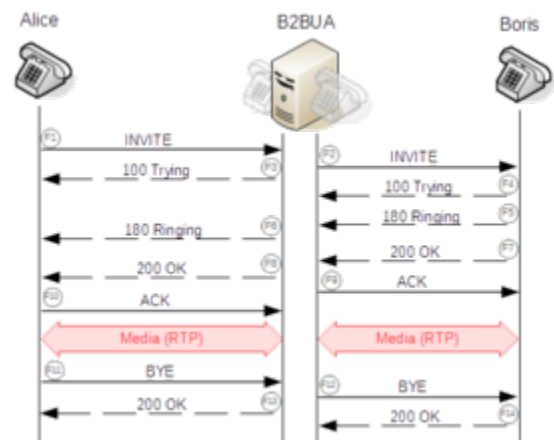 Alice
B2BUA
Boris
F1
INVITE
F2
INVITE
100 Trying
F3
100 Trying
F4
180 Ringing
F5
180 Ringing
F6
200 OK
F7
200 OK
F8
ACK
F9
F10
ACK
Media (RTP)
Media (RTP)
F11
BYE
F12
BYE
200 OK
F13
200 OK
F14